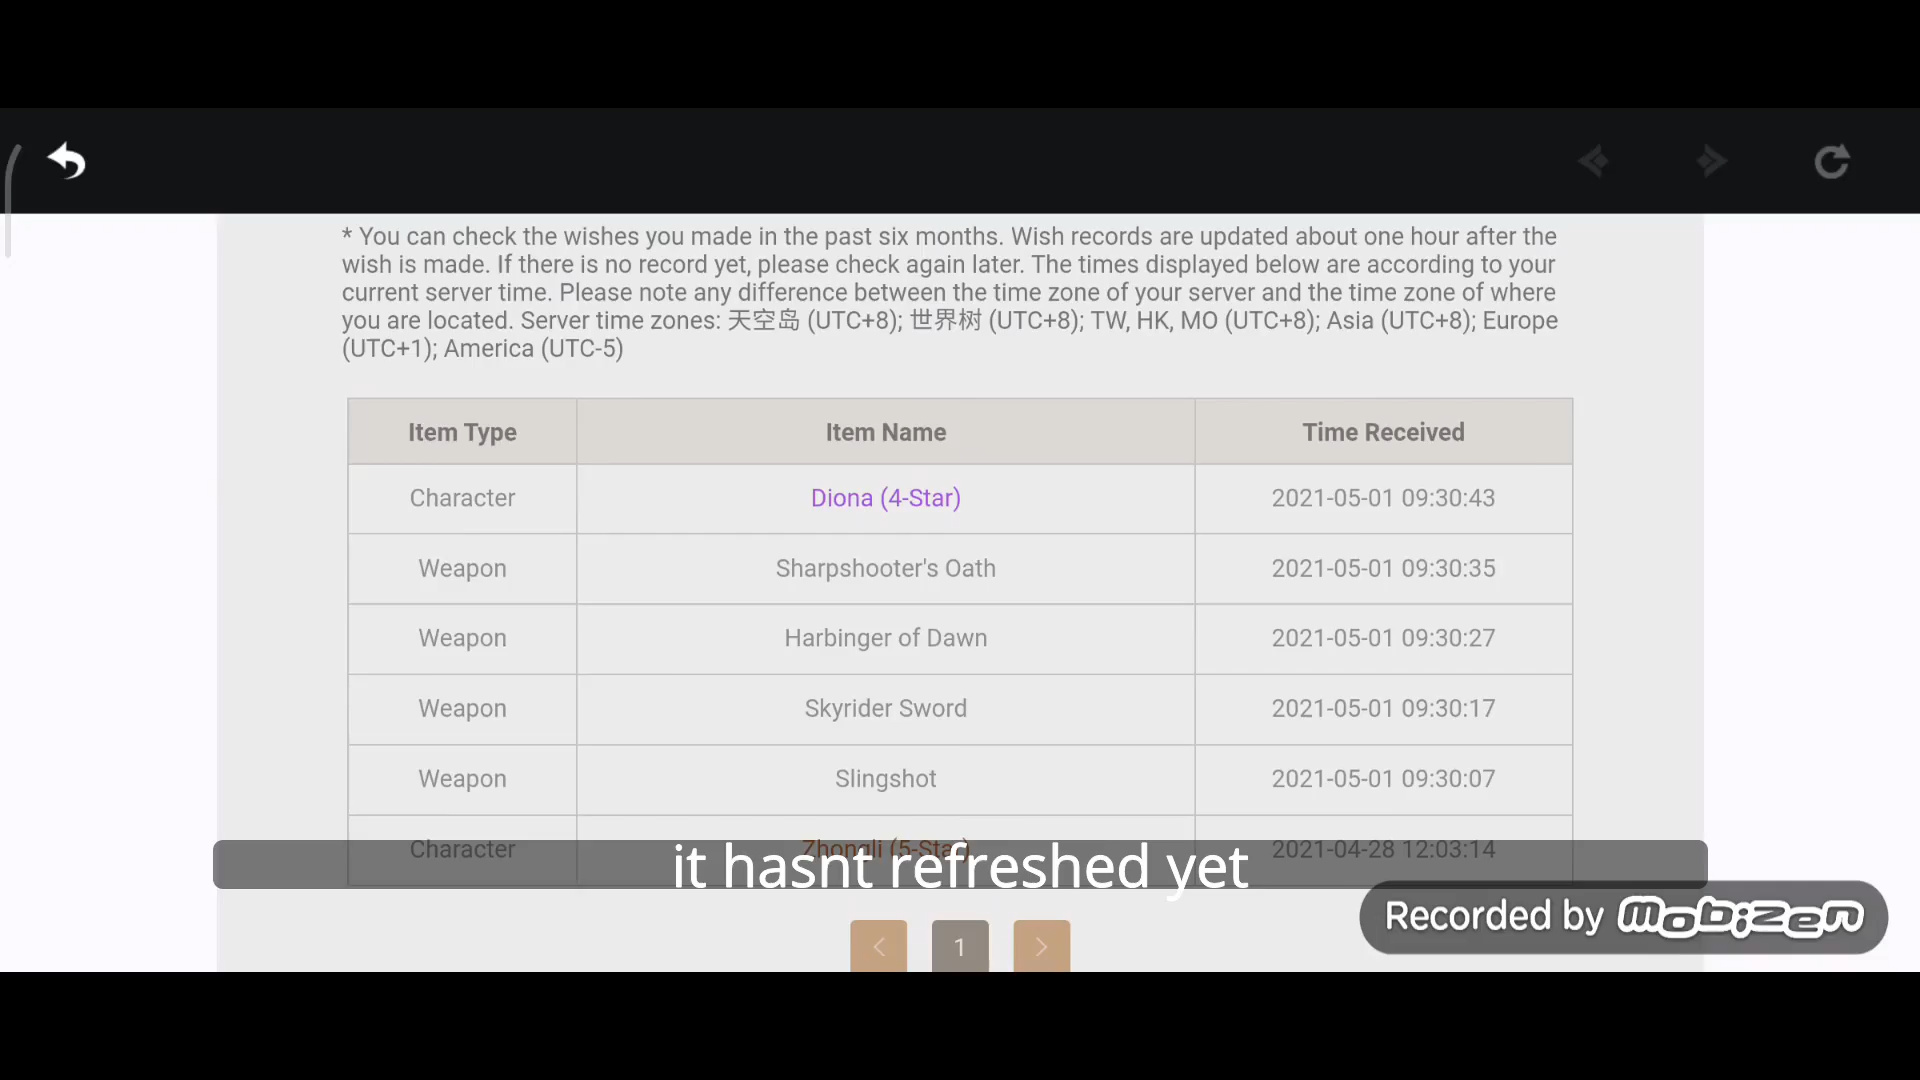 * You can check the wishes you made in the past six months. Wish records are updated about one hour after the
wish is made. If there is no record yet, please check again later. The times displayed below are according to your
current server time. Please note any difference between the time zone of your server and the time zone of where
you are located. Server time zones: 天空岛 (UTC+8); 世界树 (UTC+8); TW, HK, MO (UTC+8); Asia (UTC+8); Europe
(UTC+1); America (UTC-5)
Item Type Item Name Time Received
Character Diona (4-Star) 2021-05-01 09:30:43
Weapon Sharpshooter's Oath 2021-05-01 09:30:35
Weapon Harbinger of Dawn 2021-05-01 09:30:27
Weapon Skyrider Sword 2021-05-01 09:30:17
Weapon Slingshot 2021-05-01 09:30:07
Character Zhongli (5-Star) 2021-04-28 12:03:14
it hasnt refreshed yet
Recorded by mobizen
1